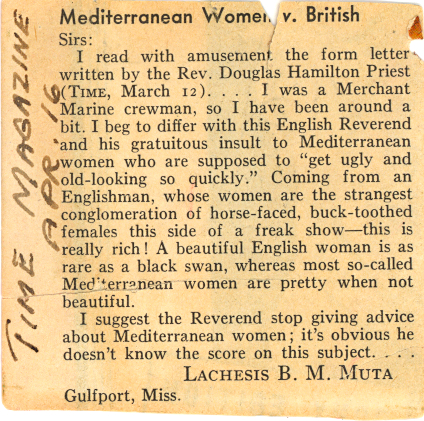 Mediterranean Women v. British
Sirs:
I read with amusement the form letter
written by the Rev. Douglas Hamilton Priest
(TIME, March 12). . . . I was a Merchant
Marine crewman, so I have been around a
bit. I beg to differ with this English Reverend
and his gratuitous insult to Mediterranean
women who are supposed to “get ugly and
old-looking so quickly.” Coming from an
Englishman, whose women are the strangest
conglomeration of horse-faced, buck-toothed
females this side of a freak show—this is
really rich! A beautiful English woman is as
rare as a black swan, whereas most so-called
Mediterranean women are pretty when not
beautiful.
I suggest the Reverend stop giving advice
about Mediterranean women; it's obvious he
doesn't know the score on this subject. . . .
LACHESIS B. M. MUTA
Gulfport, Miss.
TIME MAGAZINE
APR. 16